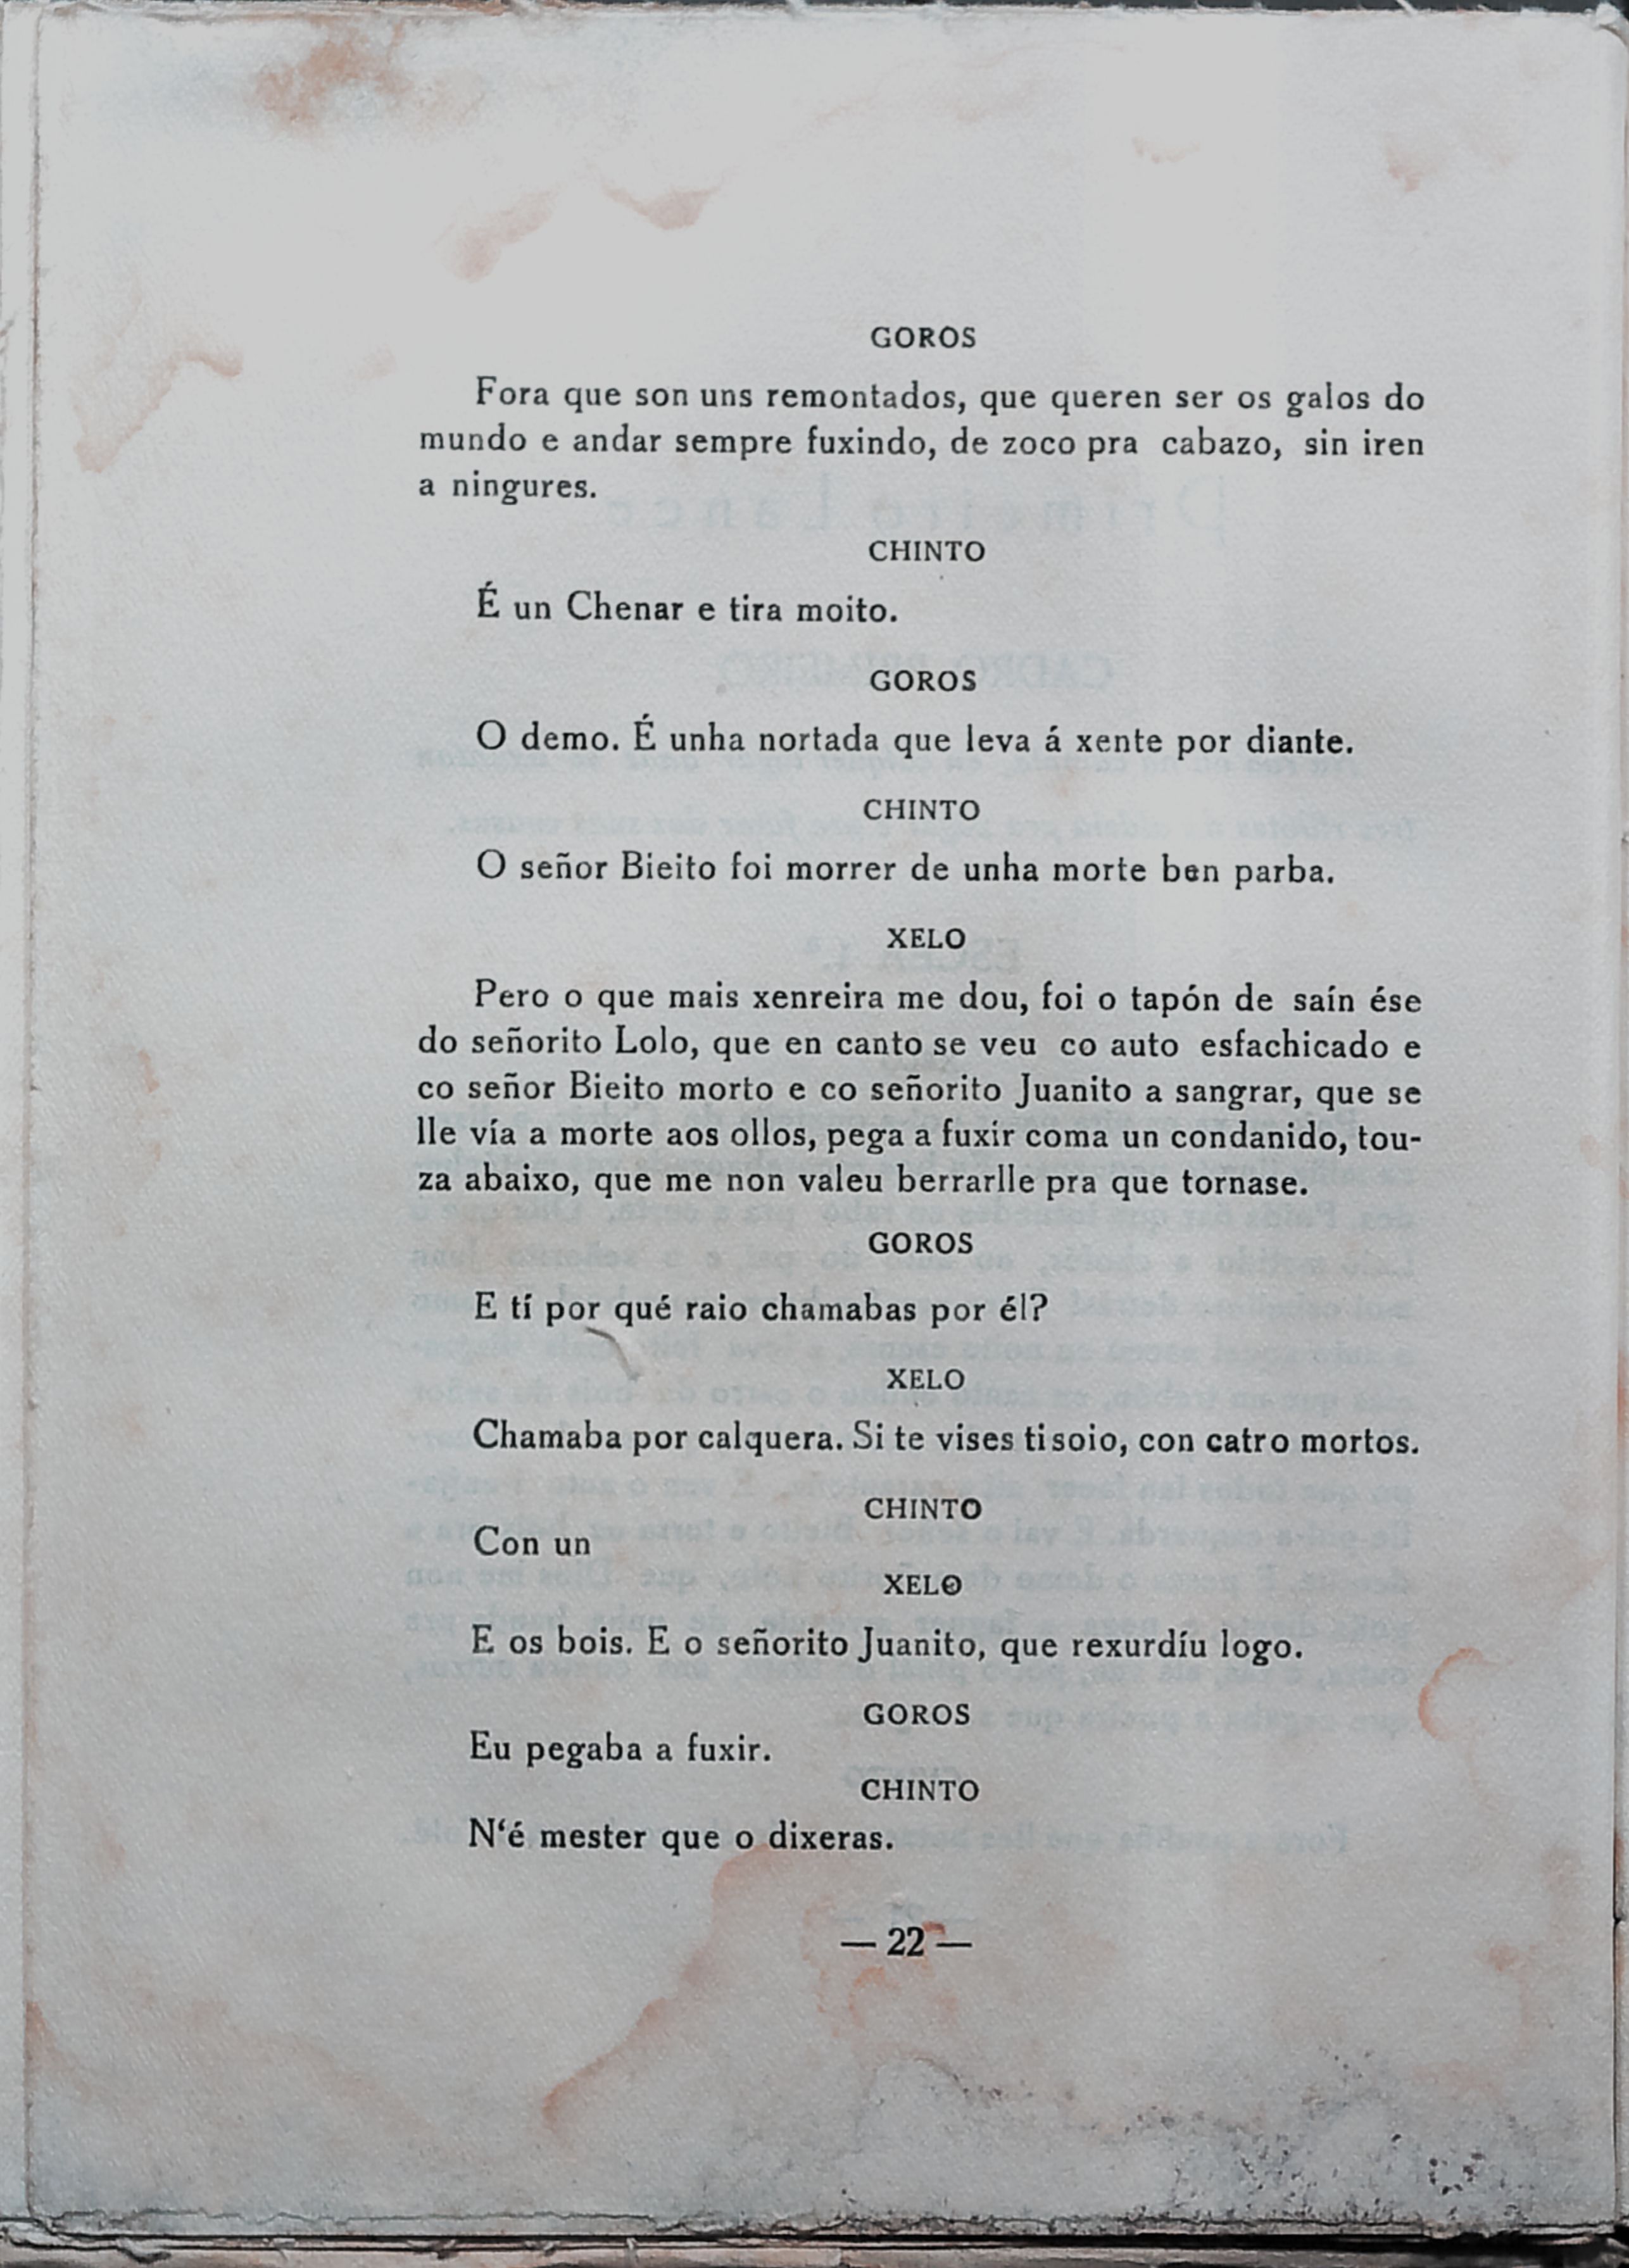 GOROS
Fora que son uns remontados, que queren ser os galos do
mundo e andar sempre fuxindo, de zoco pra cabazo, sin iren
a ningures.
CHINTO
É un Chenar e tira moito.
GOROS
O demo. É unha nortada que leva á xente por diante.
CHINTO
O señor Bieito foi morrer de unha morte ben parba.
XELO
Pero o que mais xenreira me dou, foi o tapón de saín ése
do señorito Lolo, que en canto se veu co auto esfachicado e
co señor Bieito morto e co señorito Juanito a sangrar, que se
lle vía a morte aos ollos, pega a fuxir coma un condanido, tou-
za abaixo, que me non valeu berrarlle pra que tornase.
GOROS
E tí por qué raio chamabas por él?
XELO
Chamaba por calquera. Si te vises ti soio, con catro mortos.
CHINTO
Con un
XELO
E os bois. E o señorito Juanito, que rexurdíu logo.
GOROS
Eu pegaba a fuxir.
CHINTO
N‘é mester que o dixeras.
— 22 —